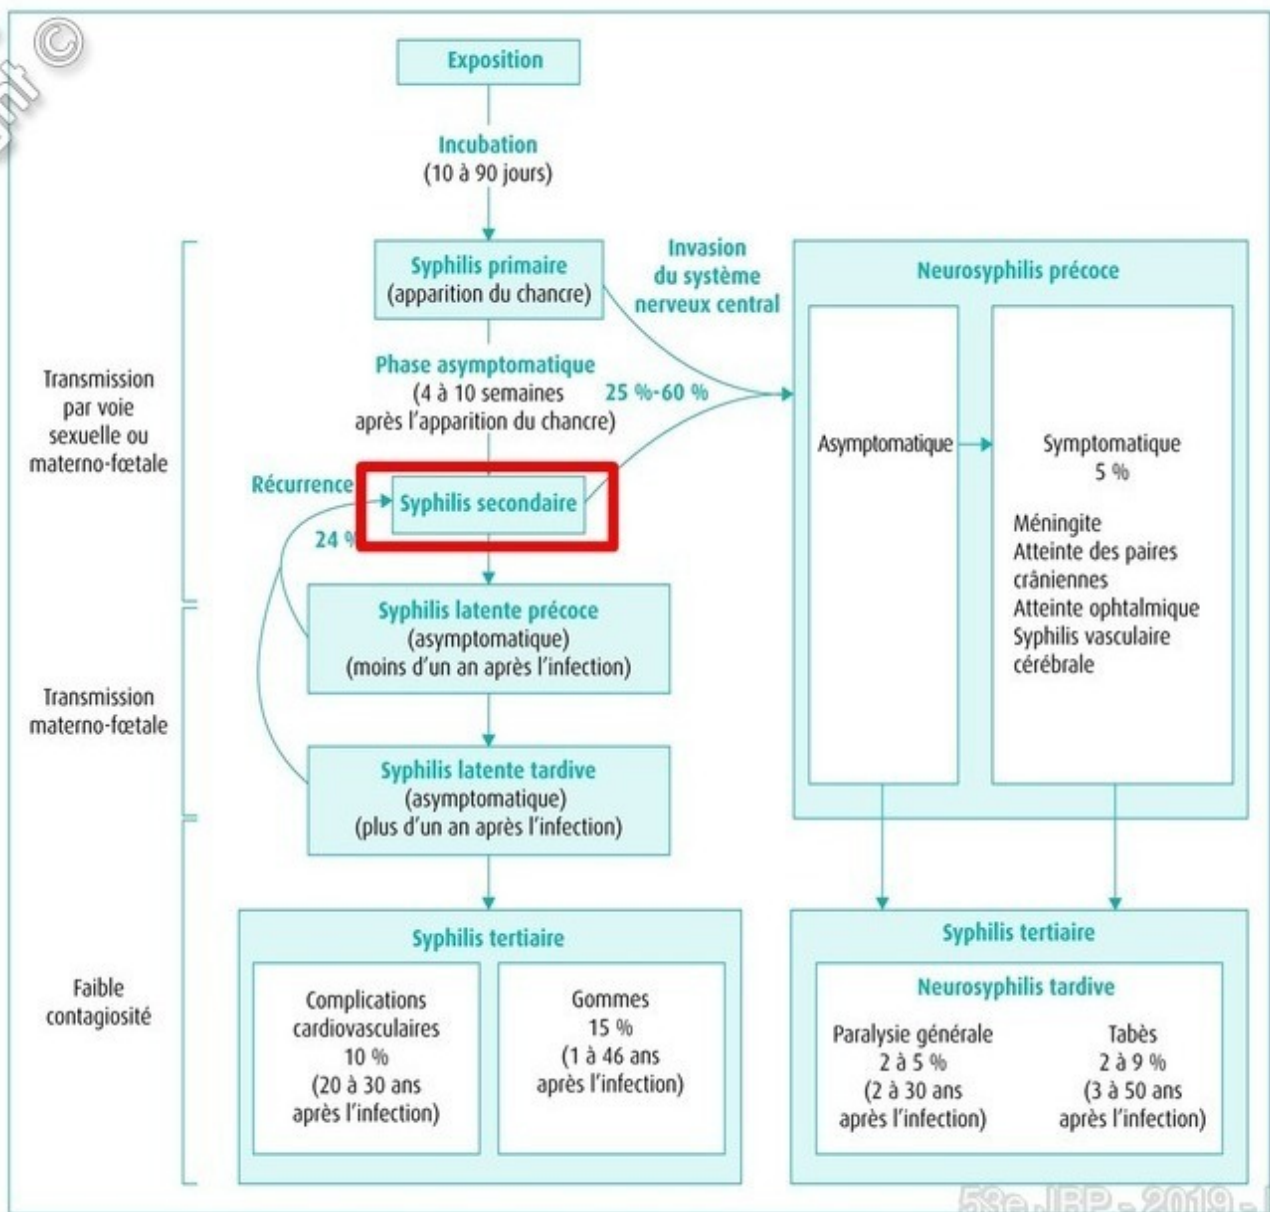 ©
Exposition
Incubation
(10 à 90 jours)
Syphilis primaire
(apparition du chancre)
Invasion
du système
nerveux central
Phase asymptomatique
(4 à 10 semaines
après l'apparition du chancre)
25 %-60 %
Récurrence
24 %
Syphilis secondaire
Syphilis latente précoce
(asymptomatique)
(moins d'un an après l'infection)
Syphilis latente tardive
(asymptomatique)
(plus d'un an après l'infection)
Transmission
par voie
sexuelle ou
materno-fœtale
Transmission
materno-fœtale
Faible
contagiosité
Neurosyphilis précoce
Asymptomatique
Symptomatique
5 %
Méningite
Atteinte des paires
crâniennes
Atteinte ophtalmique
Syphilis vasculaire
cérébrale
Syphilis tertiaire
Complications
cardiovasculaires
10 %
(20 à 30 ans
après l'infection)
Gommes
15 %
(1 à 46 ans
après l'infection)
Syphilis tertiaire
Neurosyphilis tardive
Paralysie générale
2 à 5 %
(2 à 30 ans
après l'infection)
Tabès
2 à 9 %
(3 à 50 ans
après l'infection)
53e JBP - 2019 -